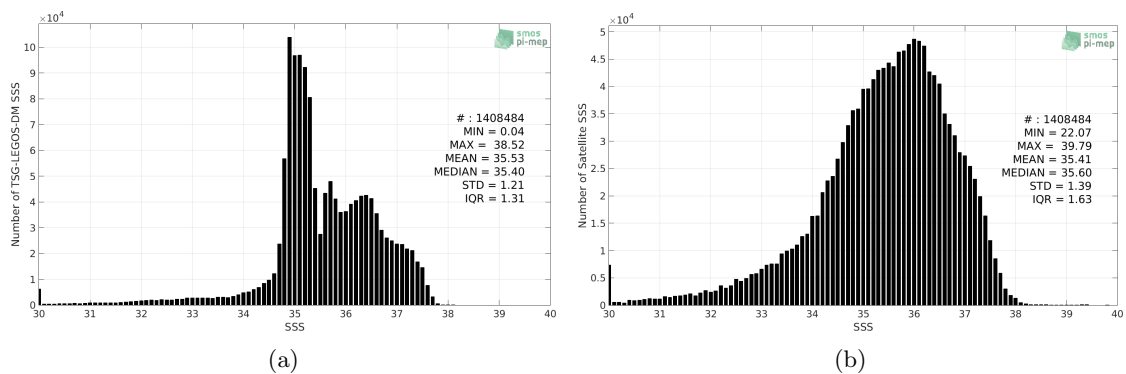 ×10⁴
smos
pi-mep
10
9
8
7
6
5
4
3
2
1
0
Number of TSG-LEGOS-DM SSS
# : 1408484
MIN = 0.04
MAX = 38.52
MEAN = 35.53
MEDIAN = 35.40
STD = 1.21
IQR = 1.31
30 31 32 33 34 35 36 37 38 39 40
SSS
(a)
×10⁴
smos
pi-mep
5
4.5
4
3.5
3
2.5
2
1.5
1
0.5
0
Number of Satellite SSS
# : 1408484
MIN = 22.07
MAX = 39.79
MEAN = 35.41
MEDIAN = 35.60
STD = 1.39
IQR = 1.63
30 31 32 33 34 35 36 37 38 39 40
SSS
(b)